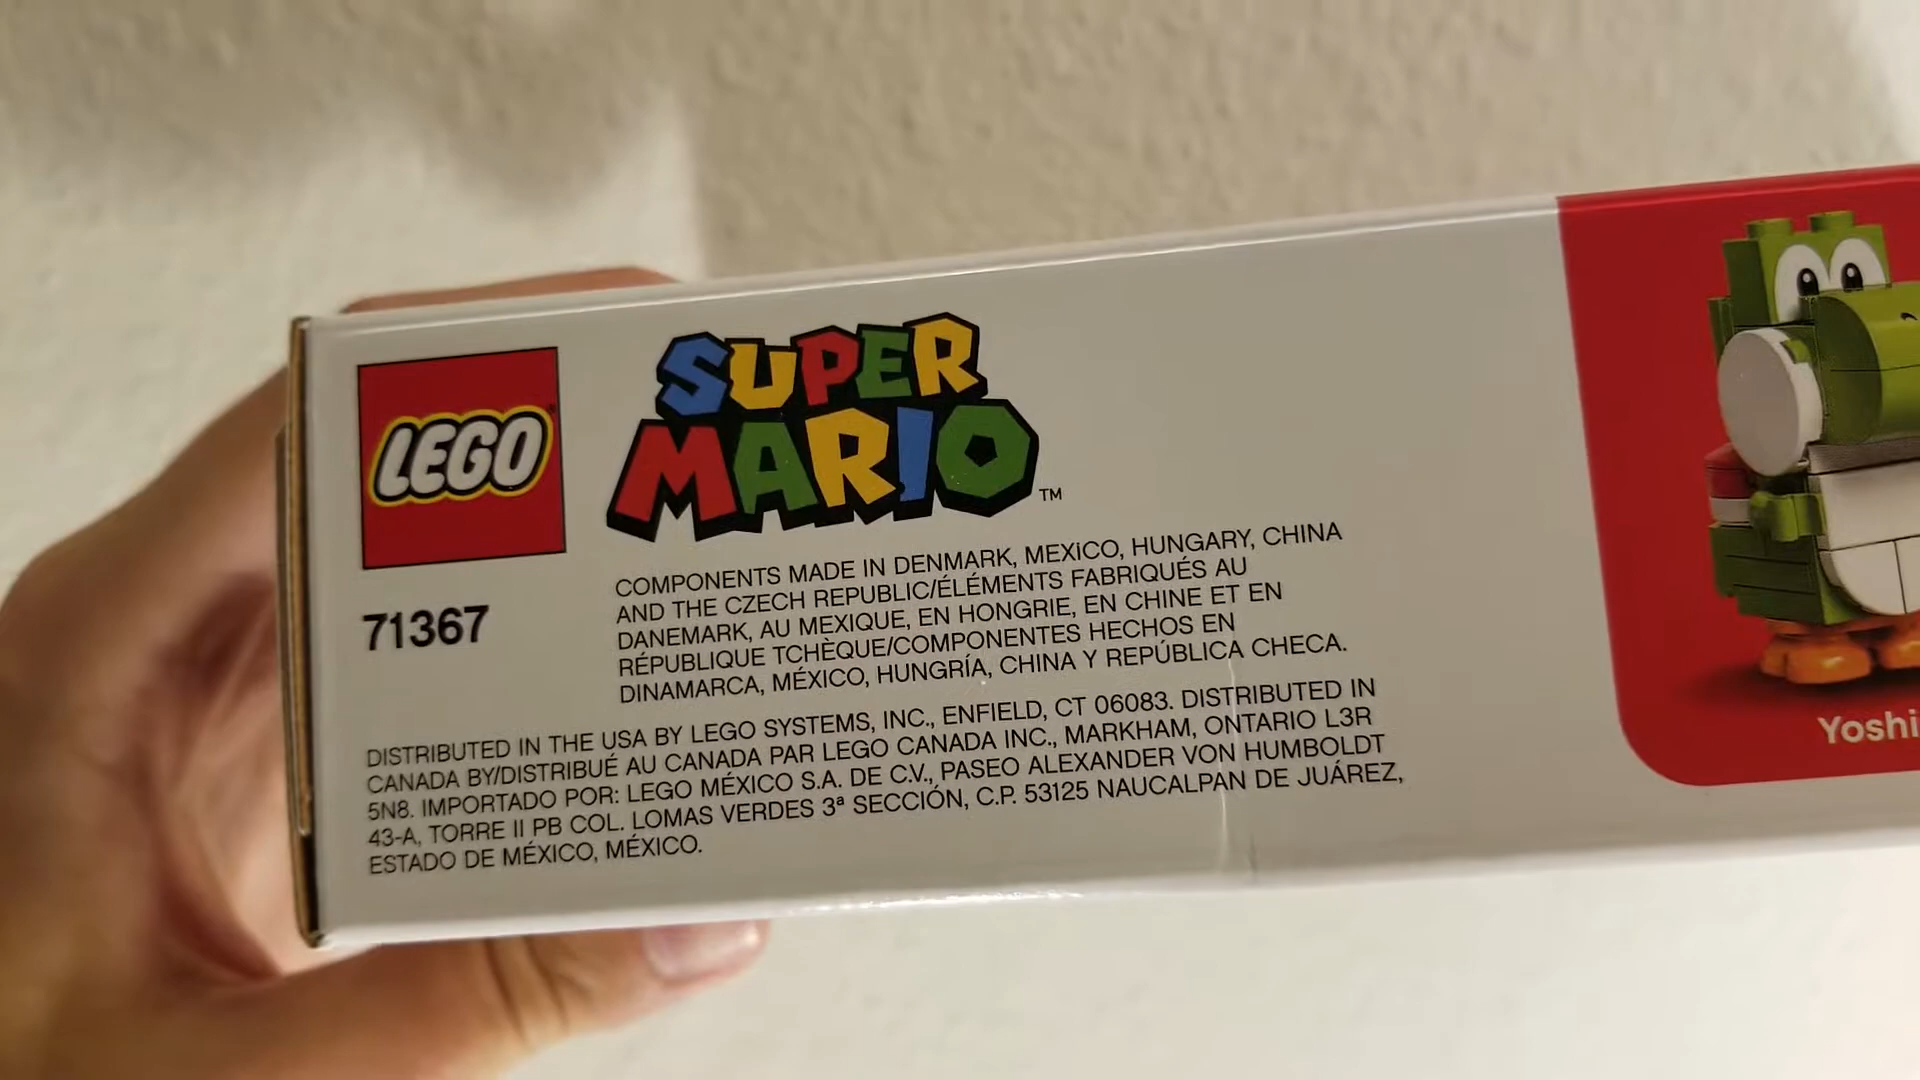 LEGO
SUPER
MARIO™
71367
COMPONENTS MADE IN DENMARK, MEXiCO, HUNGARY, CHINA
AND THE CZECH REPUBLIC/ÉLÉMENTS FABRIQUÉS AU
DANEMARK, AU MEXIQUE, EN HONGRIE, EN CHINE ET EN
RÉPUBLIQUE TCHÈQUE/COMPONENTES HECHOS EN
DINAMARCA, MÉXICO, HUNGRÍA, CHINA Y REPÚBLICA CHECA.
DISTRIBUTED IN THE USA BY LEGO SYSTEMS, INC., ENFIELD, CT 06083. DISTRIBUTED IN
CANADA BY/DISTRIBUÉ AU CANADA PAR LEGO CANADA INC., MARKHAM, ONTARIO L3R
5N8. IMPORTADO POR: LEGO MÉXICO S.A. DE C.V., PASEO ALEXANDER VON HUMBOLDT
43-A, TORRE II PB COL. LOMAS VERDES 3ª SECCIÓN, C.P. 53125 NAUCALPAN DE JUÁREZ,
ESTADO DE MÉXICO, MÉXICO.
Yoshi